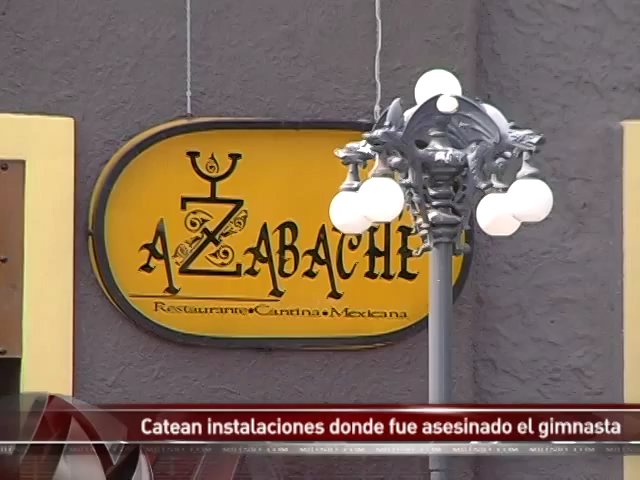 AZABACHE
Restaurante•Cantina•Mexicana
Catean instalaciones donde fue asesinado el gimnasta